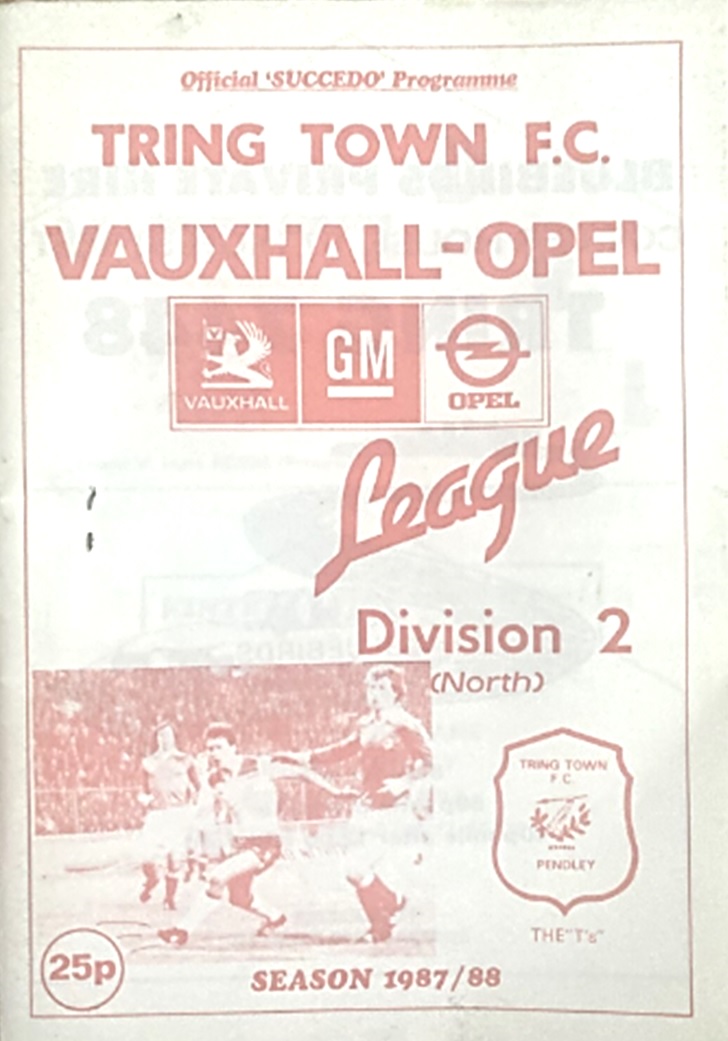 Official 'SUCCEDO' Programme
TRING TOWN F.C.
VAUXHALL-OPEL
VAUXHALL
GM
OPEL
League
Division 2
(North)
TRING TOWN
F.C.
PENDLEY
THE "T's"
25p
SEASON 1987/88